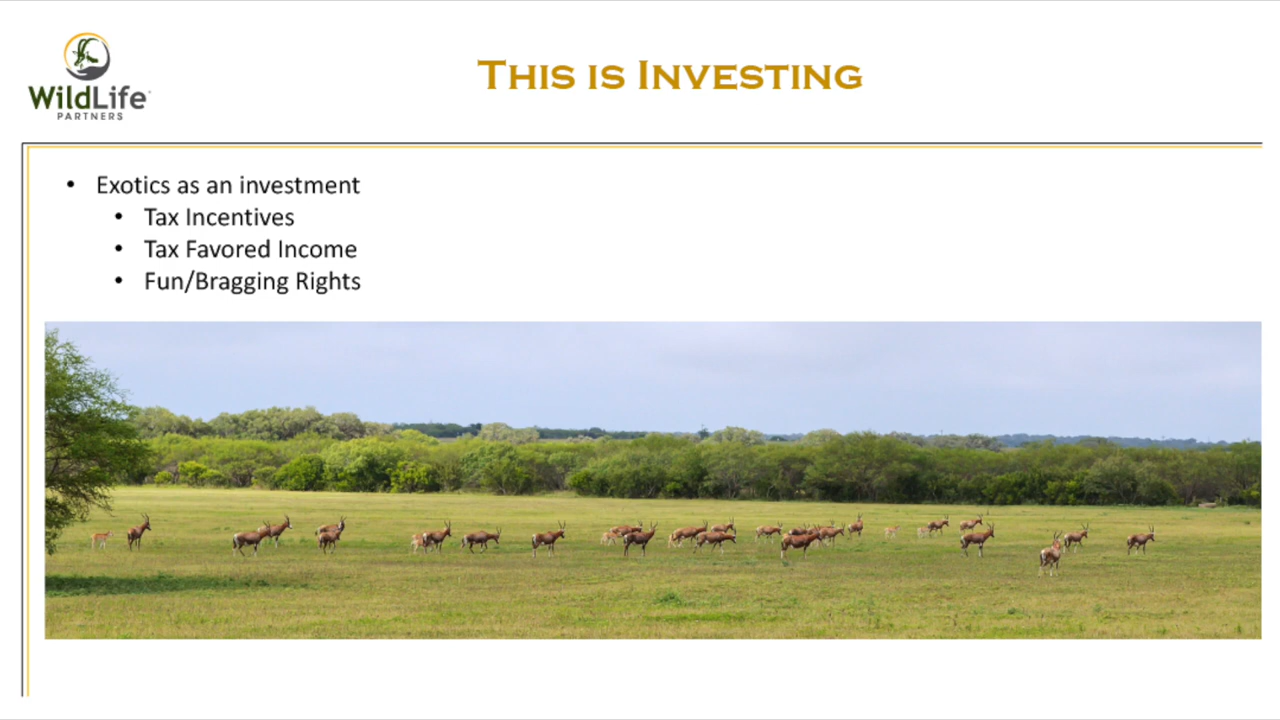 WildLife
PARTNERS
This is Investing
• Exotics as an investment
• Tax Incentives
• Tax Favored Income
• Fun/Bragging Rights